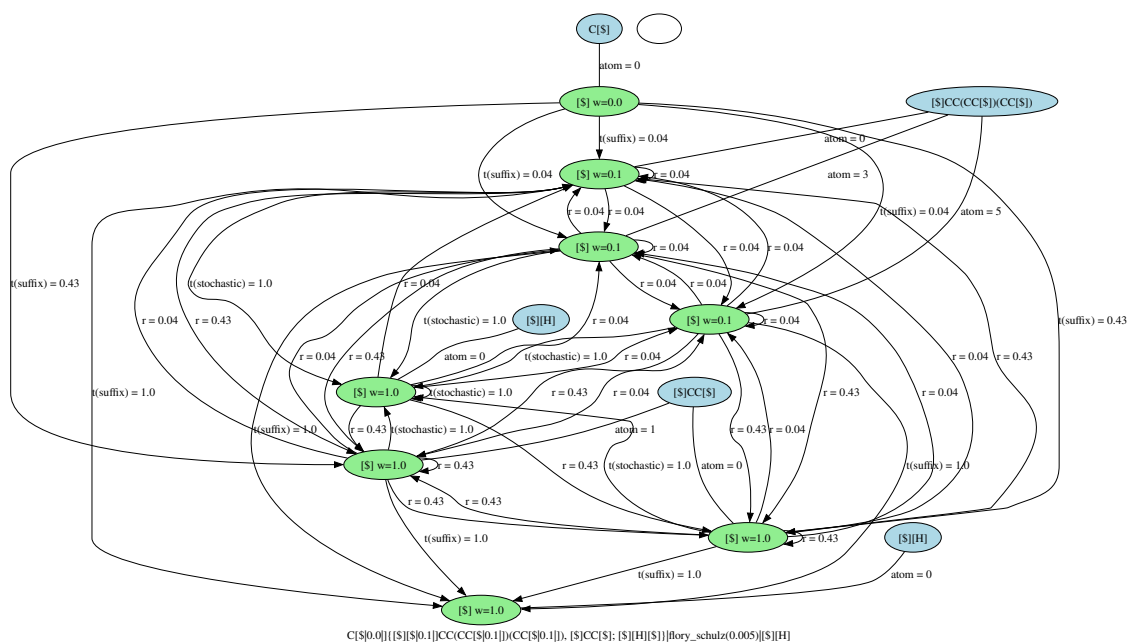 C[$]
atom = 0
[$] w=0.0
[$]CC(CC[$])(CC[$])
t(suffix) = 0.04
atom = 0
[$] w=0.1
r = 0.04
t(suffix) = 0.04
atom = 3
r = 0.04
r = 0.04
t(suffix) = 0.04
atom = 5
[$] w=0.1
r = 0.04
r = 0.04
r = 0.04
t(suffix) = 0.43
t(stochastic) = 1.0
r = 0.04
r = 0.04
r = 0.04
r = 0.04
r = 0.43
t(stochastic) = 1.0
[$][H]
r = 0.04
[$] w=0.1
r = 0.04
t(suffix) = 0.43
r = 0.04
r = 0.43
atom = 0
t(stochastic) = 1.0
r = 0.04
r = 0.04
r = 0.43
t(suffix) = 1.0
[$] w=1.0
t(stochastic) = 1.0
r = 0.43
r = 0.04
[$]CC[$]
r = 0.43
r = 0.04
t(suffix) = 1.0
r = 0.43
t(stochastic) = 1.0
atom = 1
r = 0.43
r = 0.04
[$] w=1.0
r = 0.43
r = 0.43
t(stochastic) = 1.0
atom = 0
t(suffix) = 1.0
r = 0.43
r = 0.43
t(suffix) = 1.0
[$] w=1.0
r = 0.43
[$][H]
t(suffix) = 1.0
atom = 0
[$] w=1.0
C[$|0.0|]{[$][$|0.1|]CC(CC[$|0.1|])(CC[$|0.1|]), [$]CC[$]; [$][H][$]}|flory_schulz(0.005)|[$][H]